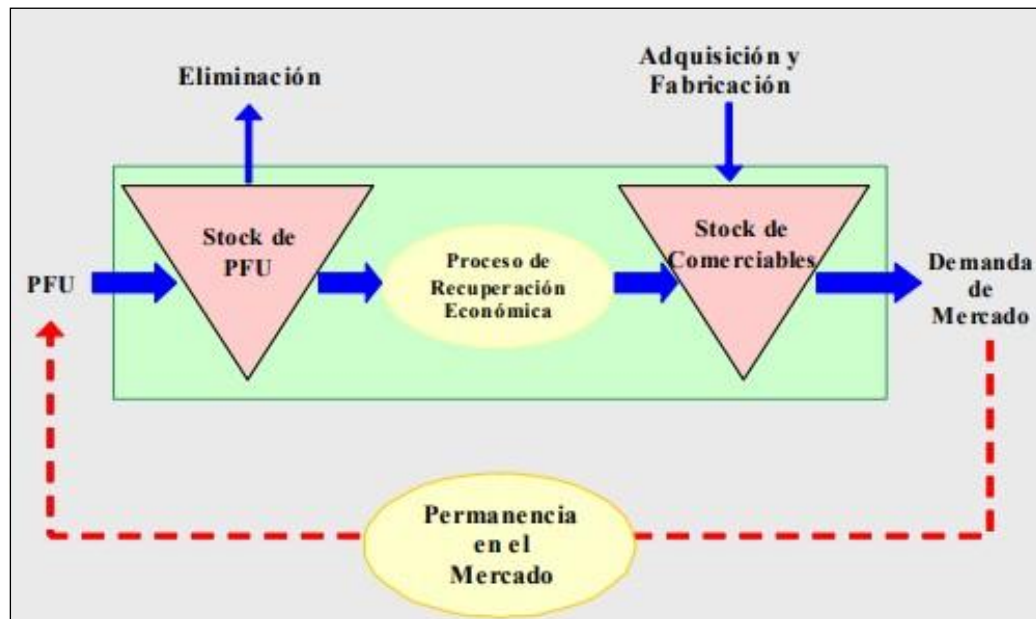 Eliminación
Adquisición y
Fabricación
Stock de
PFU
Stock de
Comerciables
Proceso de
Recuperación
Económica
PFU
Demanda
de
Mercado
Permanencia
en el
Mercado